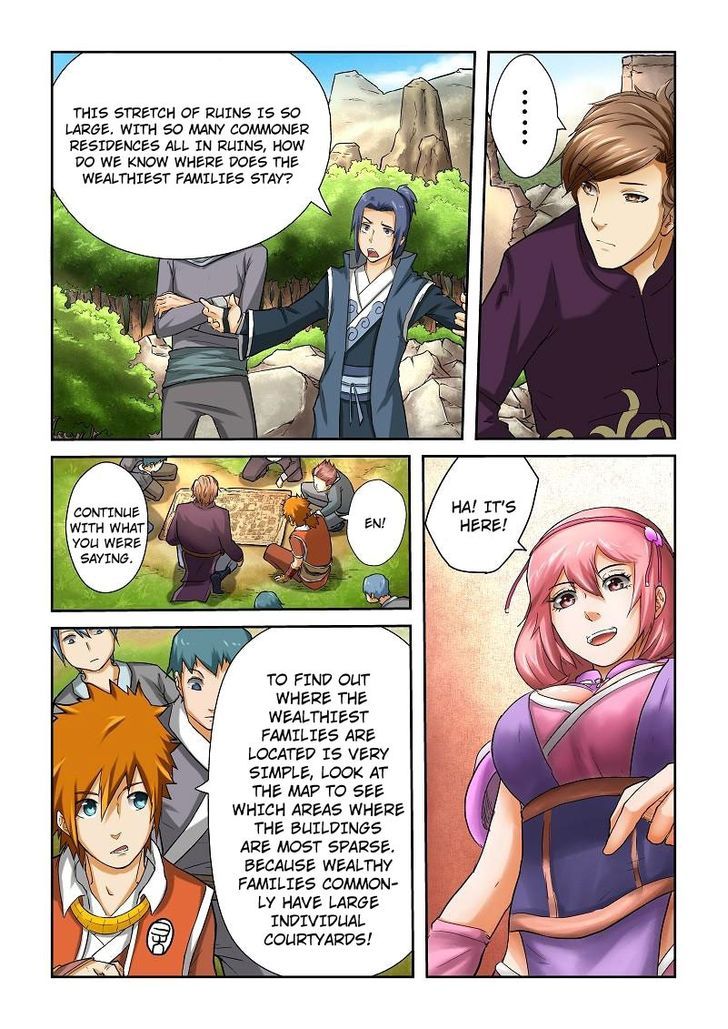 THIS STRETCH OF RUINS IS SO
LARGE. WITH SO MANY COMMONER
RESIDENCES ALL IN RUINS, HOW
DO WE KNOW WHERE DOES THE
WEALTHIEST FAMILIES STAY?
......
CONTINUE
WITH WHAT
YOU WERE
SAYING.
EN!
HA! IT'S
HERE!
TO FIND OUT
WHERE THE
WEALTHIEST
FAMILIES ARE
LOCATED IS VERY
SIMPLE, LOOK AT
THE MAP TO SEE
WHICH AREAS WHERE
THE BUILDINGS
ARE MOST SPARSE.
BECAUSE WEALTHY
FAMILIES COMMON-
LY HAVE LARGE
INDIVIDUAL
COURTYARDS!